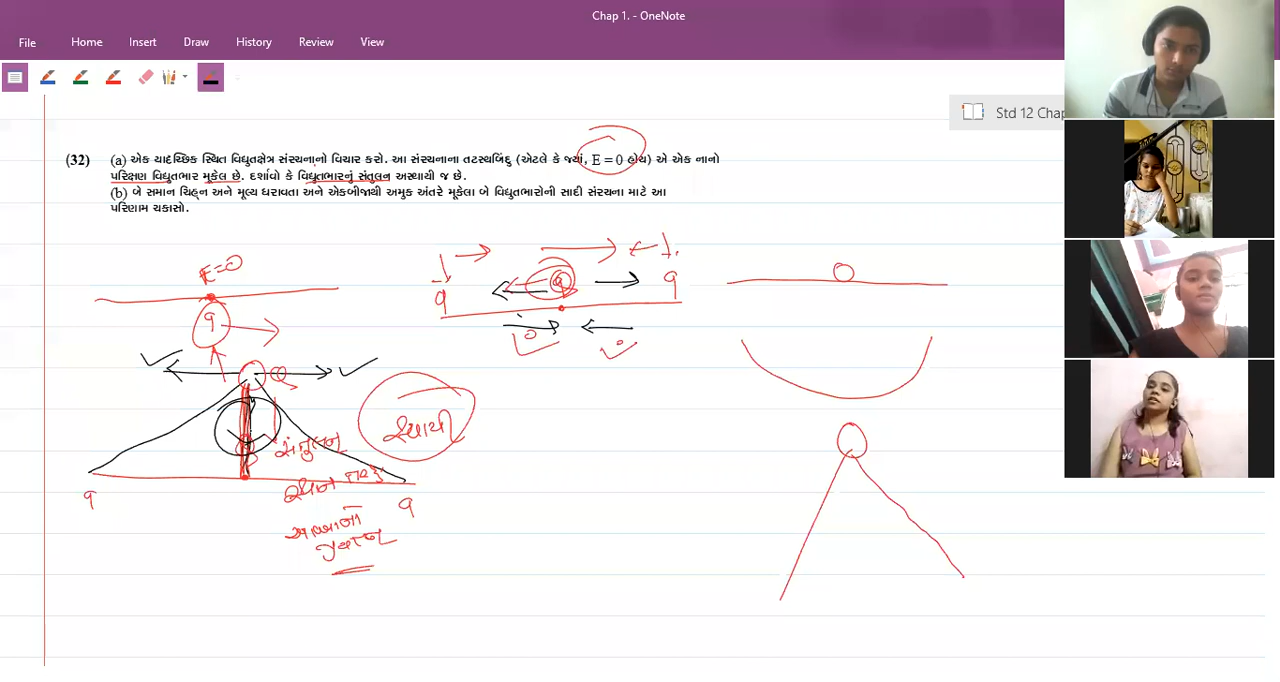 Chap 1. - OneNote
File Home Insert Draw History Review View
Std 12 Chap
(32) (a) એક યાદચ્છિક સ્થિત વિદ્યુતક્ષેત્ર સંરચનાનો વિચાર કરો. આ સંરચનાના તટસ્થબિંદુ (એટલે કે જ્યાં, E = 0 હોય) એ એક નાનો
પરિક્ષણ વિદ્યુતભાર મૂકેલ છે. દર્શાવો કે વિદ્યુતભારનું સંતુલન અસ્થાયી જ છે.
(b) બે સમાન ચિહ્ન અને મૂલ્ય ધરાવતા અને એકબીજાથી અમુક અંતરે મૂકેલા બે વિદ્યુતભારોની સાદી સંરચના માટે આ
પરિણામ ચકાસો.
E=0
q
q q q
Q
સ્થાયી
સંતુલન
સ્થાન તરફ
q q